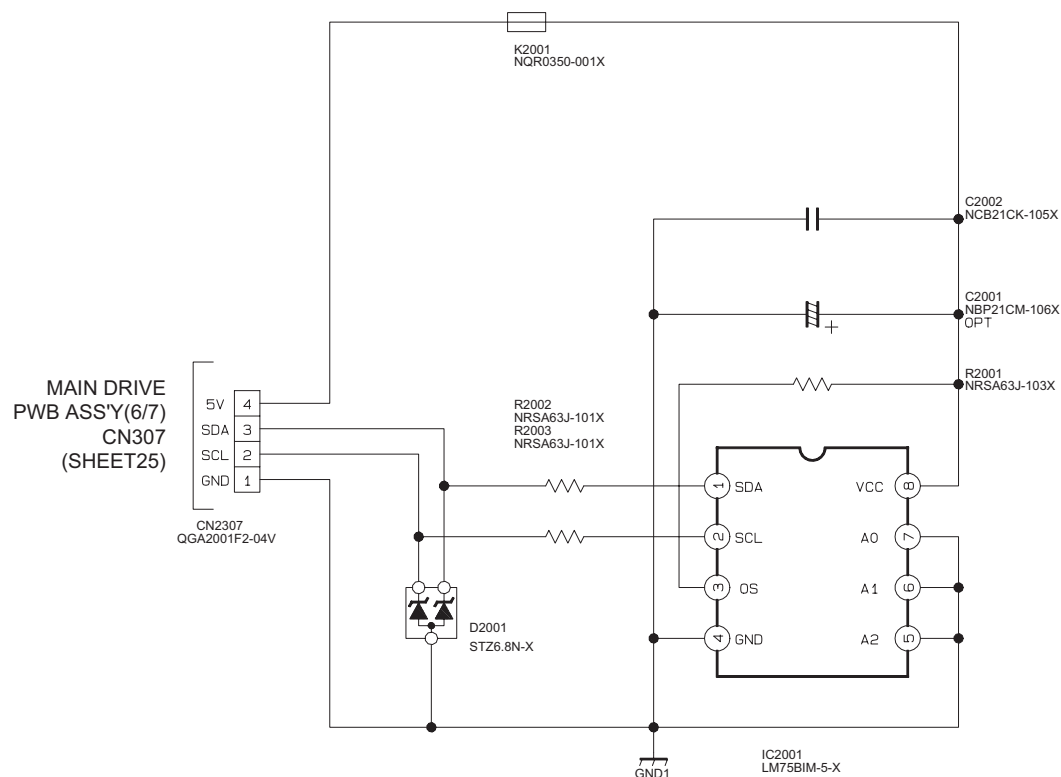 K2001
NQR0350-001X
C2002
NCB21CK-105X
C2001
NBP21CM-106X
OPT
+
R2001
NRSA63J-103X
MAIN DRIVE
PWB ASS'Y(6/7)
CN307
(SHEET25)
5V 4
SDA 3
SCL 2
GND 1
CN2307
QGA2001F2-04V
R2002
NRSA63J-101X
R2003
NRSA63J-101X
1 SDA VCC 8
2 SCL A0 7
3 OS A1 6
4 GND A2 5
D2001
STZ6.8N-X
GND1
IC2001
LM75BIM-5-X